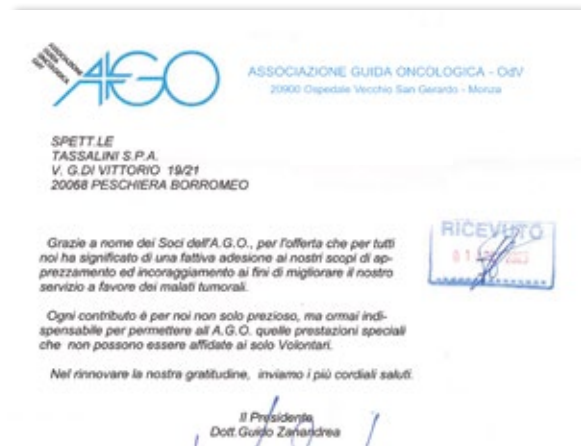 ASSOCIAZIONE
GUIDA
ONCOLOGICA
AGO
ASSOCIAZIONE GUIDA ONCOLOGICA - OdV
20900 Ospedale Vecchio San Gerardo - Monza
SPETT.LE
TASSALINI S.P.A.
V. G.DI VITTORIO 19/21
20068 PESCHIERA BORROMEO
RICEVUTO
Grazie a nome dei Soci dell'A.G.O., per l'offerta che per tutti
noi ha significato di una fattiva adesione ai nostri scopi di ap-
prezzamento ed incoraggiamento ai fini di migliorare il nostro
servizio a favore dei malati tumorali.
Ogni contributo è per noi non solo prezioso, ma ormai indi-
spensabile per permettere all A.G.O. quelle prestazioni speciali
che non possono essere affidate ai solo Volontari.
Nel rinnovare la nostra gratitudine, inviamo i più cordiali saluti.
Il Presidente
Dott.Guido Zanandrea